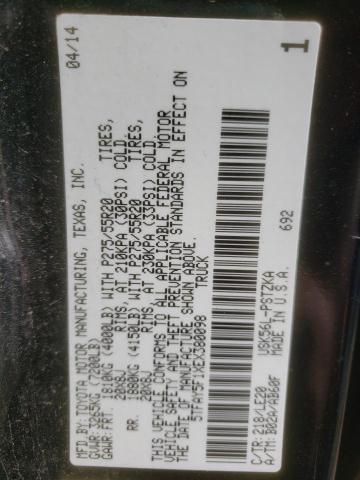 MFD. BY: TOYOTA MOTOR MANUFACTURING, TEXAS, INC. 04/14
GVWR: 3265KG (7200LB)
GAWR: FRT. 1810KG (4000LB) WITH P275/55R20 TIRES,
20x8J RIMS, AT 210KPA (30PSI) COLD
RR. 1880KG (4150LB) WITH P275/55R20 TIRES,
20x8J RIMS, AT 230KPA (33PSI) COLD
THIS VEHICLE CONFORMS TO ALL APPLICABLE FEDERAL MOTOR
VEHICLE SAFETY AND THEFT PREVENTION STANDARDS IN EFFECT ON
THE DATE OF MANUFACTURE SHOWN ABOVE.
5TFAY5F1XEX380098 TRUCK
C/TR: 218/LE20 USK56L-PSTZKA
A/TM: B02A/AB60F MADE IN U.S.A.
692
1